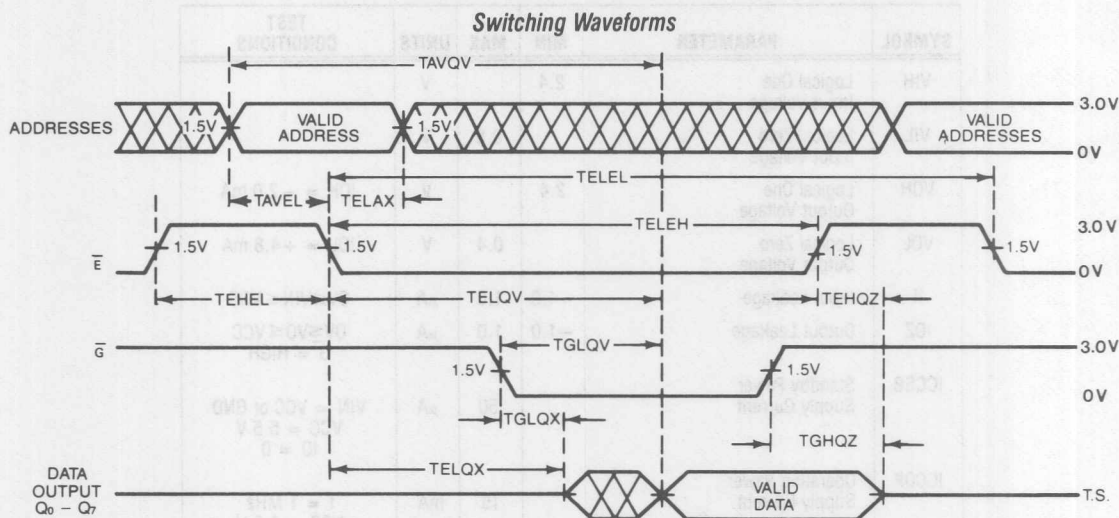 Switching Waveforms
TAVQV
ADDRESSES
1.5V
VALID
ADDRESS
1.5V
VALID
ADDRESSES
3.0V
0V
TELEL
TAVEL
TELAX
TELEH
E
1.5V
1.5V
1.5V
1.5V
3.0V
0V
TEHEL
TELQV
TEHQZ
G
TGLQV
1.5V
1.5V
3.0V
0V
TGLQX
TGHQZ
TELQX
DATA
OUTPUT
Q0 – Q7
VALID
DATA
T.S.